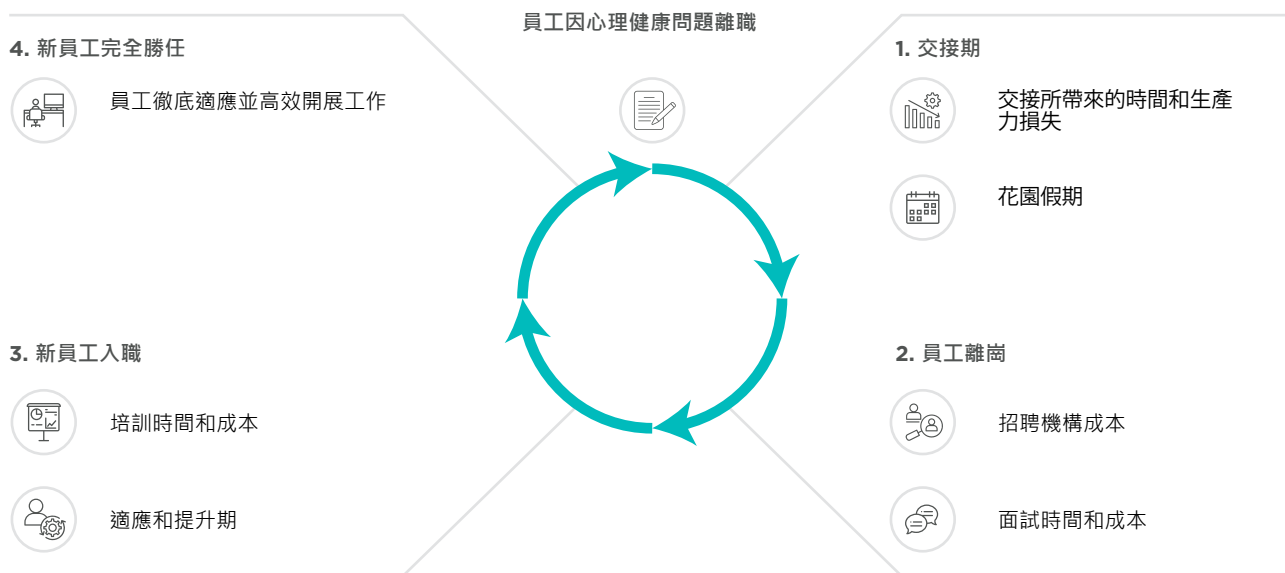 員工因心理健康問題離職
1. 交接期
交接所帶來的時間和生產
力損失
花園假期
2. 員工離崗
招聘機構成本
面試時間和成本
3. 新員工入職
培訓時間和成本
適應和提升期
4. 新員工完全勝任
員工徹底適應並高效開展工作